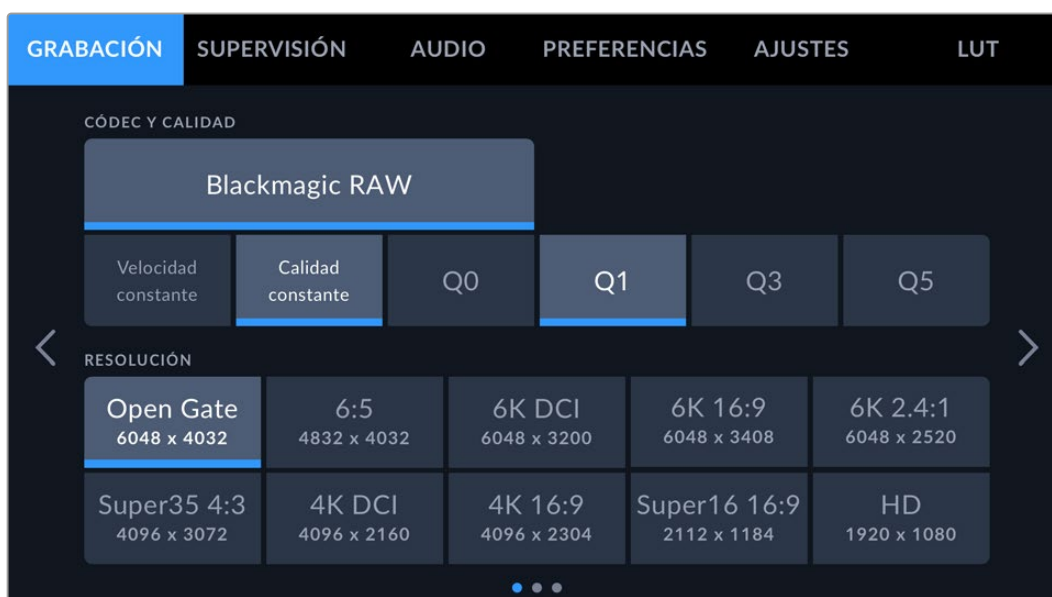 GRABACIÓN SUPERVISIÓN AUDIO PREFERENCIAS AJUSTES LUT
CÓDEC Y CALIDAD
Blackmagic RAW
Velocidad constante
Calidad constante
Q0 Q1 Q3 Q5
RESOLUCIÓN
Open Gate 6:5 6K DCI 6K 16:9 6K 2.4:1
6048 x 4032 4832 x 4032 6048 x 3200 6048 x 3408 6048 x 2520
Super35 4:3 4K DCI 4K 16:9 Super16 16:9 HD
4096 x 3072 4096 x 2160 4096 x 2304 2112 x 1184 1920 x 1080